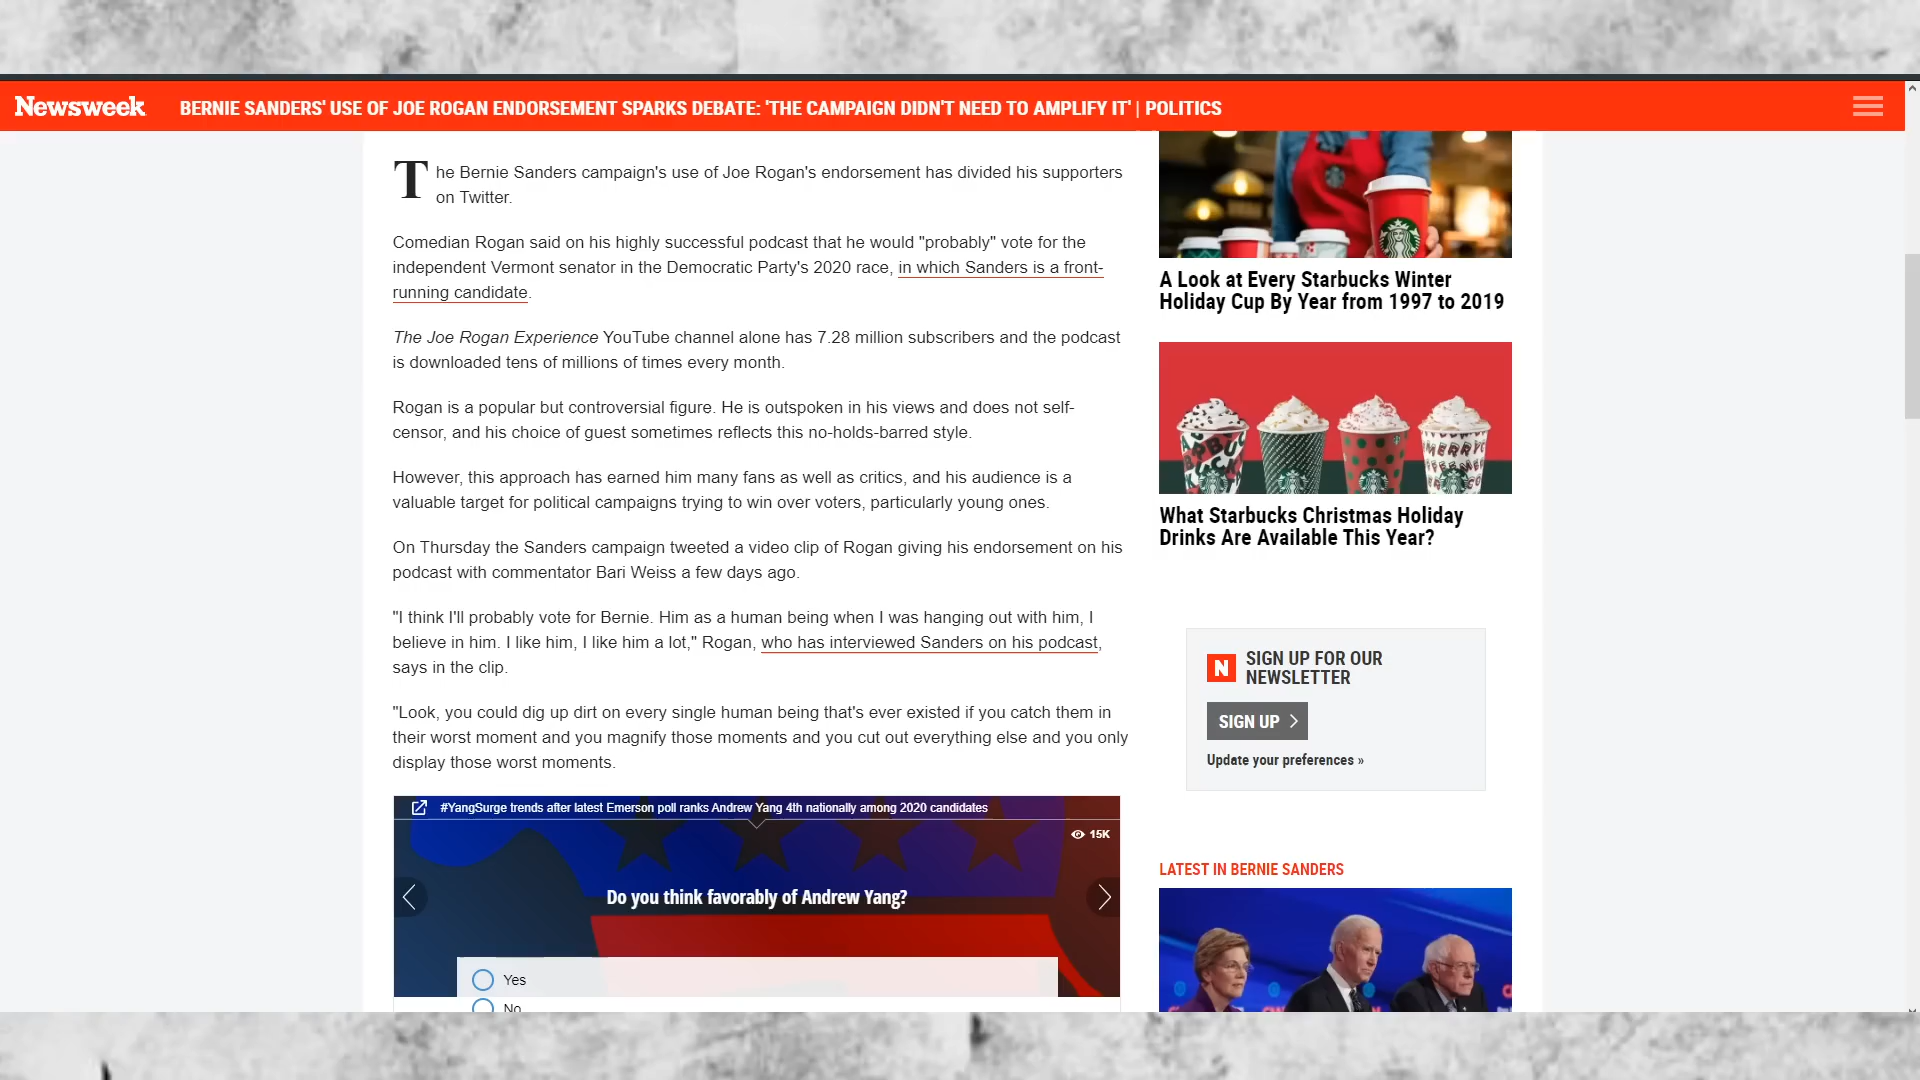 Newsweek
BERNIE SANDERS' USE OF JOE ROGAN ENDORSEMENT SPARKS DEBATE: 'THE CAMPAIGN DIDN'T NEED TO AMPLIFY IT' | POLITICS
The Bernie Sanders campaign's use of Joe Rogan's endorsement has divided his supporters
on Twitter.
Comedian Rogan said on his highly successful podcast that he would "probably" vote for the
independent Vermont senator in the Democratic Party's 2020 race, in which Sanders is a front-
running candidate.
The Joe Rogan Experience YouTube channel alone has 7.28 million subscribers and the podcast
is downloaded tens of millions of times every month.
Rogan is a popular but controversial figure. He is outspoken in his views and does not self-
censor, and his choice of guest sometimes reflects this no-holds-barred style.
However, this approach has earned him many fans as well as critics, and his audience is a
valuable target for political campaigns trying to win over voters, particularly young ones.
On Thursday the Sanders campaign tweeted a video clip of Rogan giving his endorsement on his
podcast with commentator Bari Weiss a few days ago.
"I think I'll probably vote for Bernie. Him as a human being when I was hanging out with him, I
believe in him. I like him, I like him a lot," Rogan, who has interviewed Sanders on his podcast,
says in the clip.
"Look, you could dig up dirt on every single human being that's ever existed if you catch them in
their worst moment and you magnify those moments and you cut out everything else and you only
display those worst moments.
#YangSurge trends after latest Emerson poll ranks Andrew Yang 4th nationally among 2020 candidates
15K
Do you think favorably of Andrew Yang?
Yes
No
A Look at Every Starbucks Winter
Holiday Cup By Year from 1997 to 2019
What Starbucks Christmas Holiday
Drinks Are Available This Year?
N
SIGN UP FOR OUR
NEWSLETTER
SIGN UP
Update your preferences »
LATEST IN BERNIE SANDERS